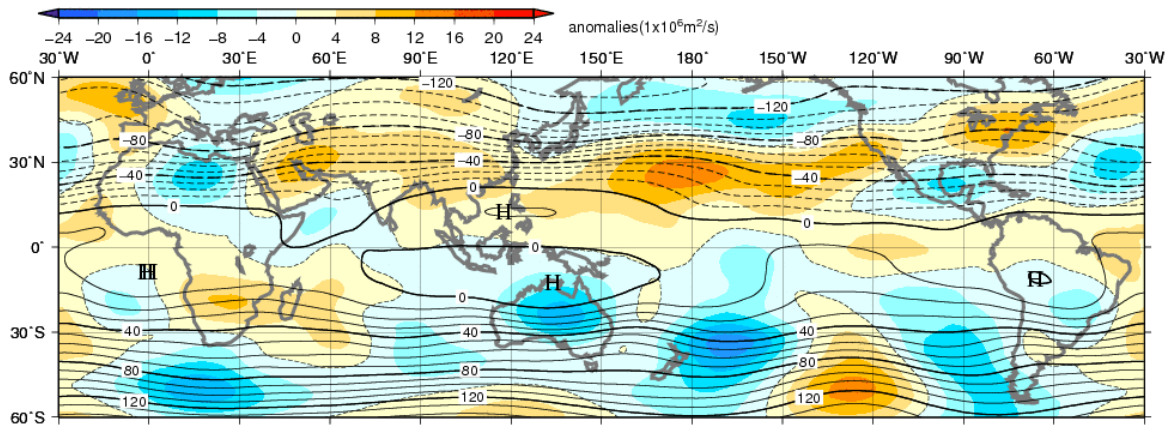 −24 −20 −16 −12 −8 −4 0 4 8 12 16 20 24
anomalies(1x10⁶m²/s)
30°W 0° 30°E 60°E 90°E 120°E 150°E 180° 150°W 120°W 90°W 60°W 30°W
60°N
−120
−120
−80 −80 −80
30°N
−40 −40 −40
0 0 0
H
0° 0
H H H H
0
30°S
40 40 40
80 80 80
120 120 120
60°S